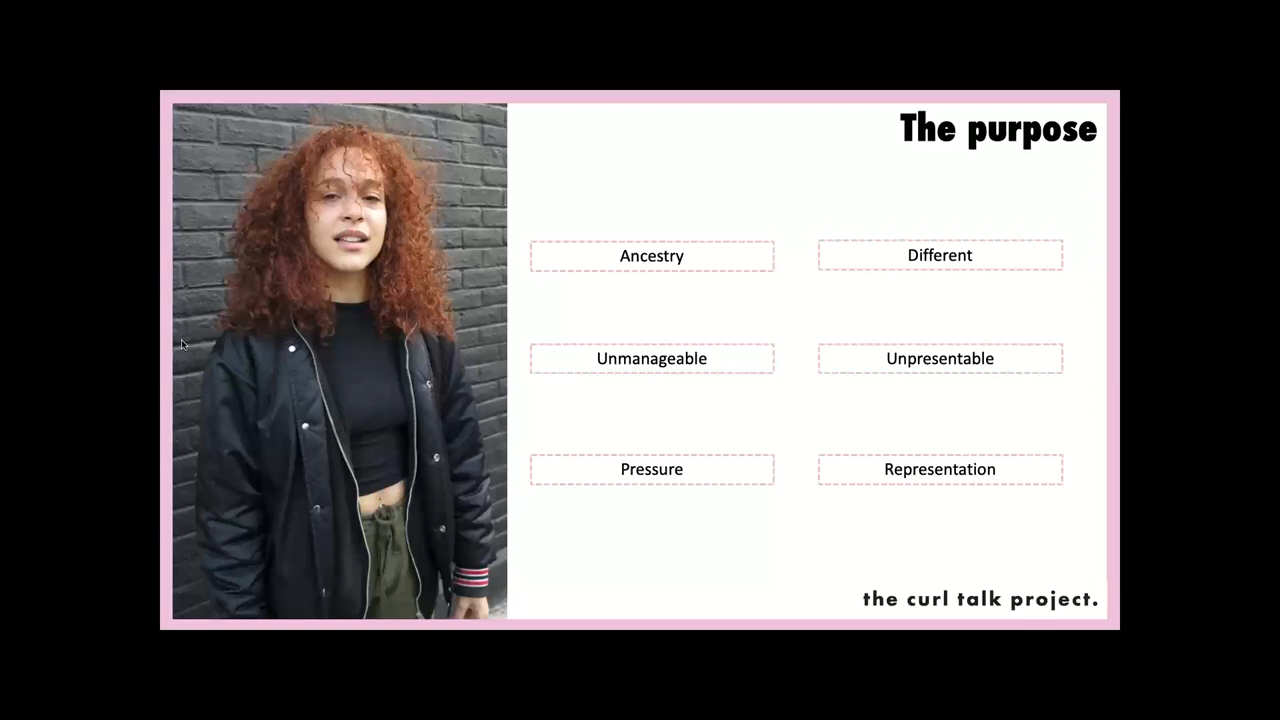 The purpose
Ancestry
Different
Unmanageable
Unpresentable
Pressure
Representation
the curl talk project.